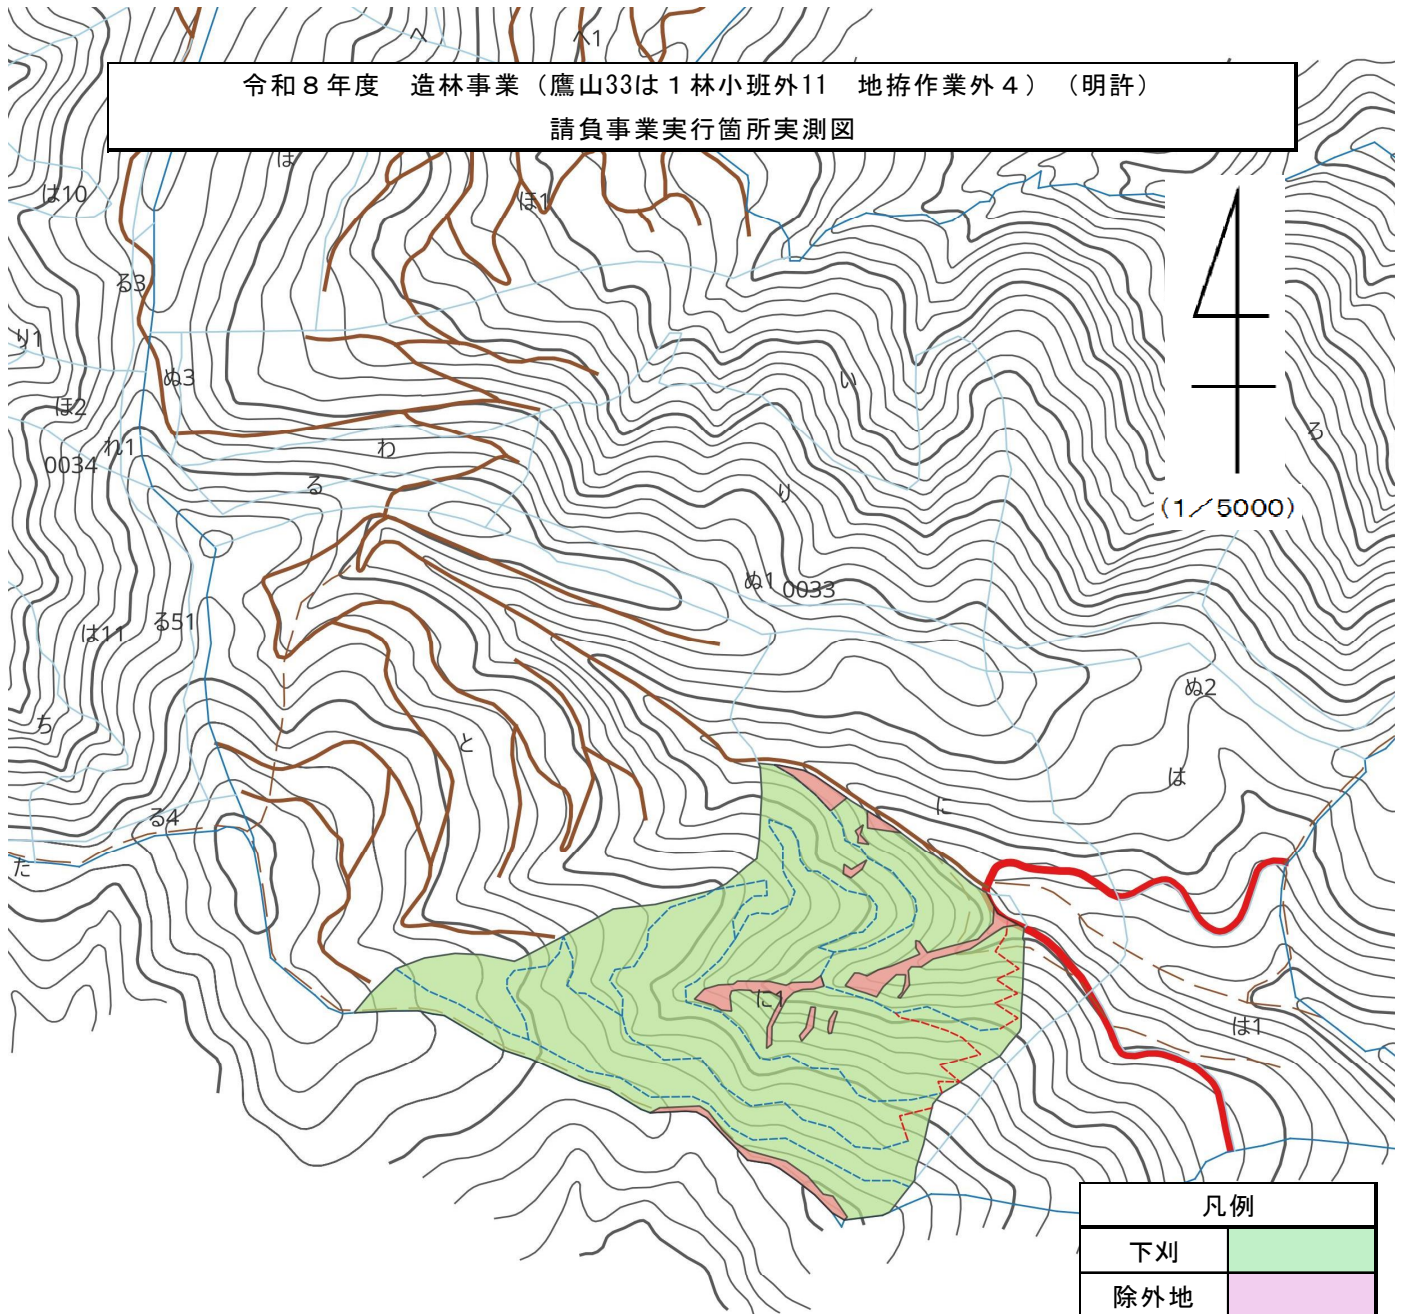 へ
へ1
令和８年度　造林事業（鷹山33は１林小班外11　地拵作業外４）（明許）
請負事業実行箇所実測図
は
は10
ほ1
る3
り1
ぬ3
い
ほ2
ろ
れ1
わ
0034
る
り
(1／5000)
ぬ1
0033
る51
は11
ぬ2
ち
と
は
に
る4
た
に1
は1
凡例
下刈
除外地